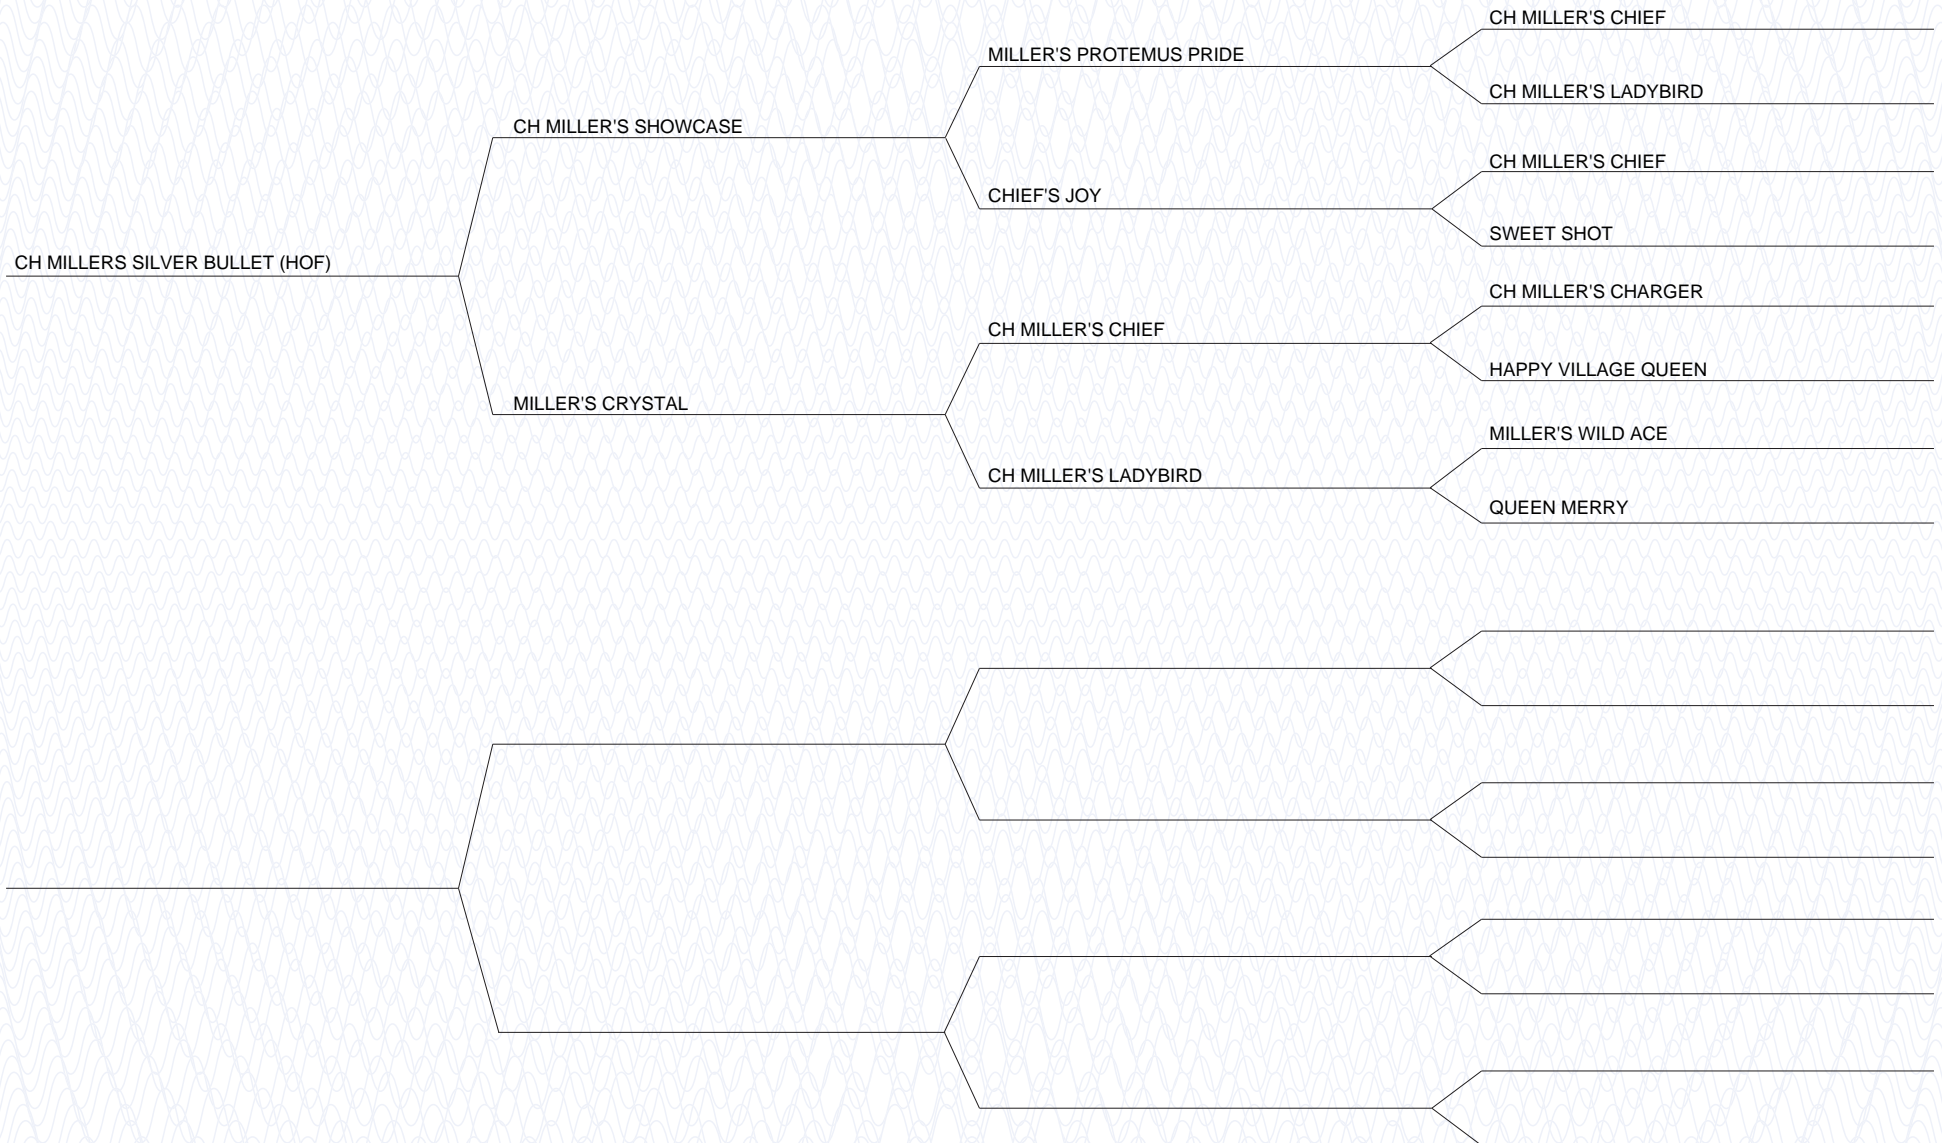 CH MILLER'S CHIEF
MILLER'S PROTEMUS PRIDE
CH MILLER'S LADYBIRD
CH MILLER'S SHOWCASE
CH MILLER'S CHIEF
CHIEF'S JOY
SWEET SHOT
CH MILLERS SILVER BULLET (HOF)
CH MILLER'S CHARGER
CH MILLER'S CHIEF
HAPPY VILLAGE QUEEN
MILLER'S CRYSTAL
MILLER'S WILD ACE
CH MILLER'S LADYBIRD
QUEEN MERRY